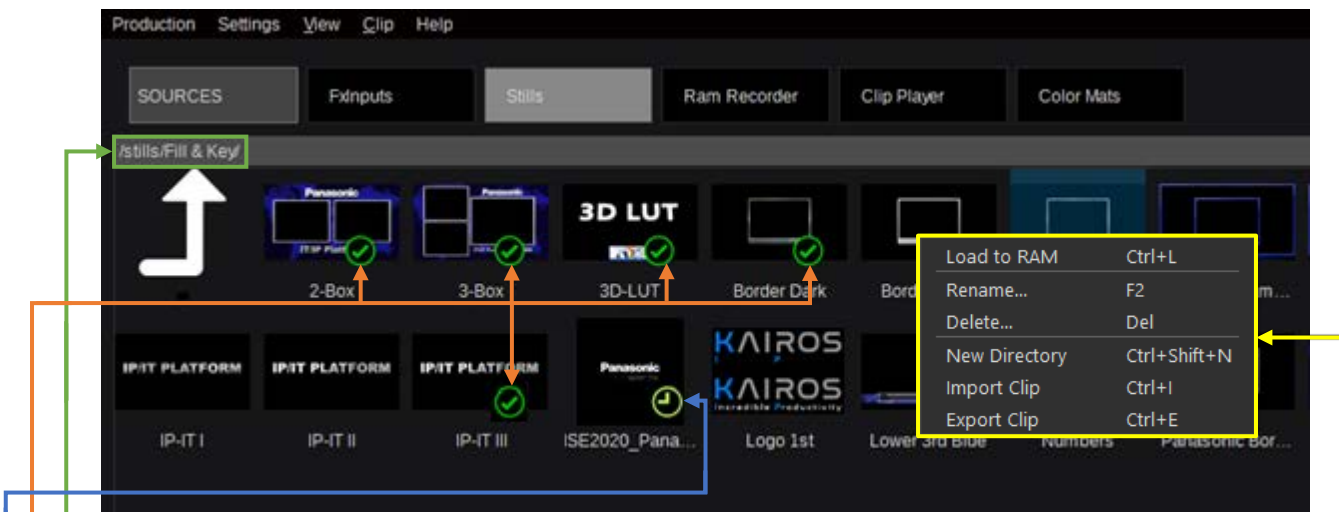 Production Settings View Clip Help
SOURCES FxInputs Stills Ram Recorder Clip Player Color Mats
/stills/Fill & Key/
Panasonic
Panasonic
3D LUT
2-Box 3-Box 3D-LUT Border Dark Bord m...
Load to RAM Ctrl+L
Rename... F2
Delete... Del
New Directory Ctrl+Shift+N
Import Clip Ctrl+I
Export Clip Ctrl+E
IP/IT PLATFORM IP/IT PLATFORM IP/IT PLATFORM Panasonic KAIROS
KAIROS
Incredible Productivity
IP-IT I IP-IT II IP-IT III ISE2020_Pana... Logo 1st Lower 3rd Blue Numbers Panasonic Bor...